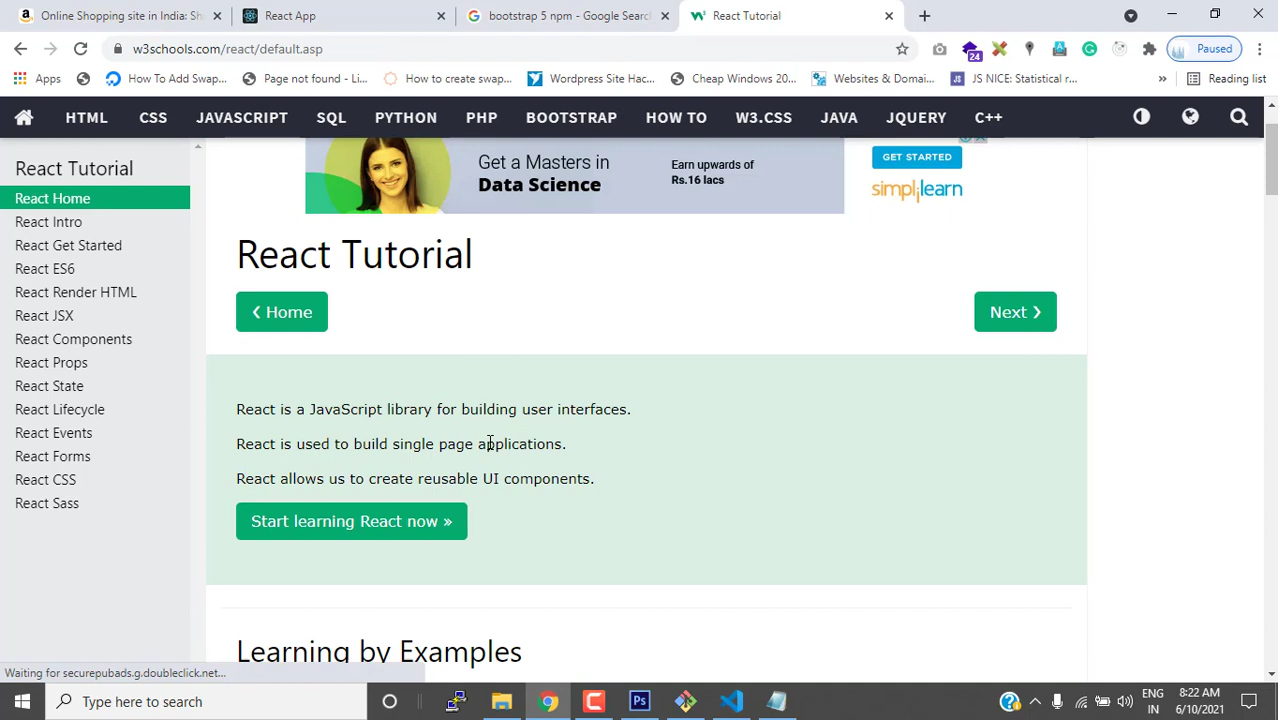 Online Shopping site in India: Sh
React App
bootstrap 5 npm - Google Searc
React Tutorial
w3schools.com/react/default.asp
24
Paused
Apps
How To Add Swap...
Page not found - Li...
How to create swap...
Wordpress Site Hac...
Cheap Windows 20...
Websites & Domai...
JS NICE: Statistical r...
»
Reading list
HTML
CSS
JAVASCRIPT
SQL
PYTHON
PHP
BOOTSTRAP
HOW TO
W3.CSS
JAVA
JQUERY
C++
React Tutorial
React Home
React Intro
React Get Started
React ES6
React Render HTML
React JSX
React Components
React Props
React State
React Lifecycle
React Events
React Forms
React CSS
React Sass
Get a Masters in
Data Science
Earn upwards of
Rs.16 lacs
GET STARTED
simplilearn
React Tutorial
❮ Home
Next ❯
React is a JavaScript library for building user interfaces.
React is used to build single page applications.
React allows us to create reusable UI components.
Start learning React now »
Learning by Examples
Waiting for securepubads.g.doubleclick.net...
Type here to search
Ps
ENG
IN
8:22 AM
6/10/2021